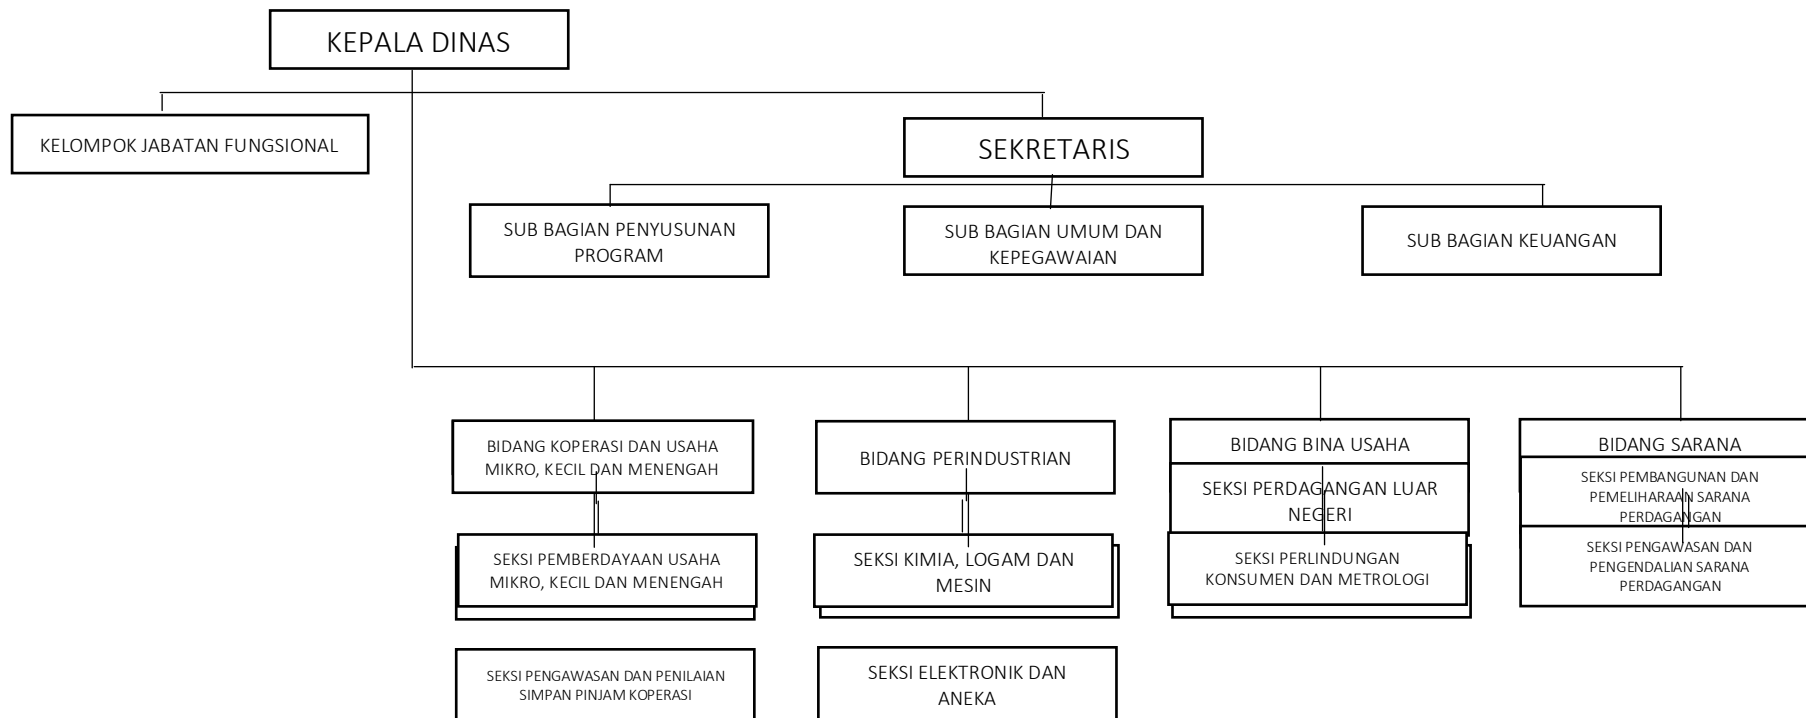 KEPALA DINAS
KELOMPOK JABATAN FUNGSIONAL
SEKRETARIS
SUB BAGIAN PENYUSUNAN
PROGRAM
SUB BAGIAN UMUM DAN
KEPEGAWAIAN
SUB BAGIAN KEUANGAN
BIDANG KOPERASI DAN USAHA
MIKRO, KECIL DAN MENENGAH
BIDANG PERINDUSTRIAN
BIDANG BINA USAHA
BIDANG SARANA
SEKSI PERDAGANGAN LUAR
NEGERI
SEKSI PEMBANGUNAN DAN
PEMELIHARAAN SARANA
PERDAGANGAN
SEKSI PEMBERDAYAAN USAHA
MIKRO, KECIL DAN MENENGAH
SEKSI KIMIA, LOGAM DAN
MESIN
SEKSI PERLINDUNGAN
KONSUMEN DAN METROLOGI
SEKSI PENGAWASAN DAN
PENGENDALIAN SARANA
PERDAGANGAN
SEKSI PENGAWASAN DAN PENILAIAN
SIMPAN PINJAM KOPERASI
SEKSI ELEKTRONIK DAN
ANEKA